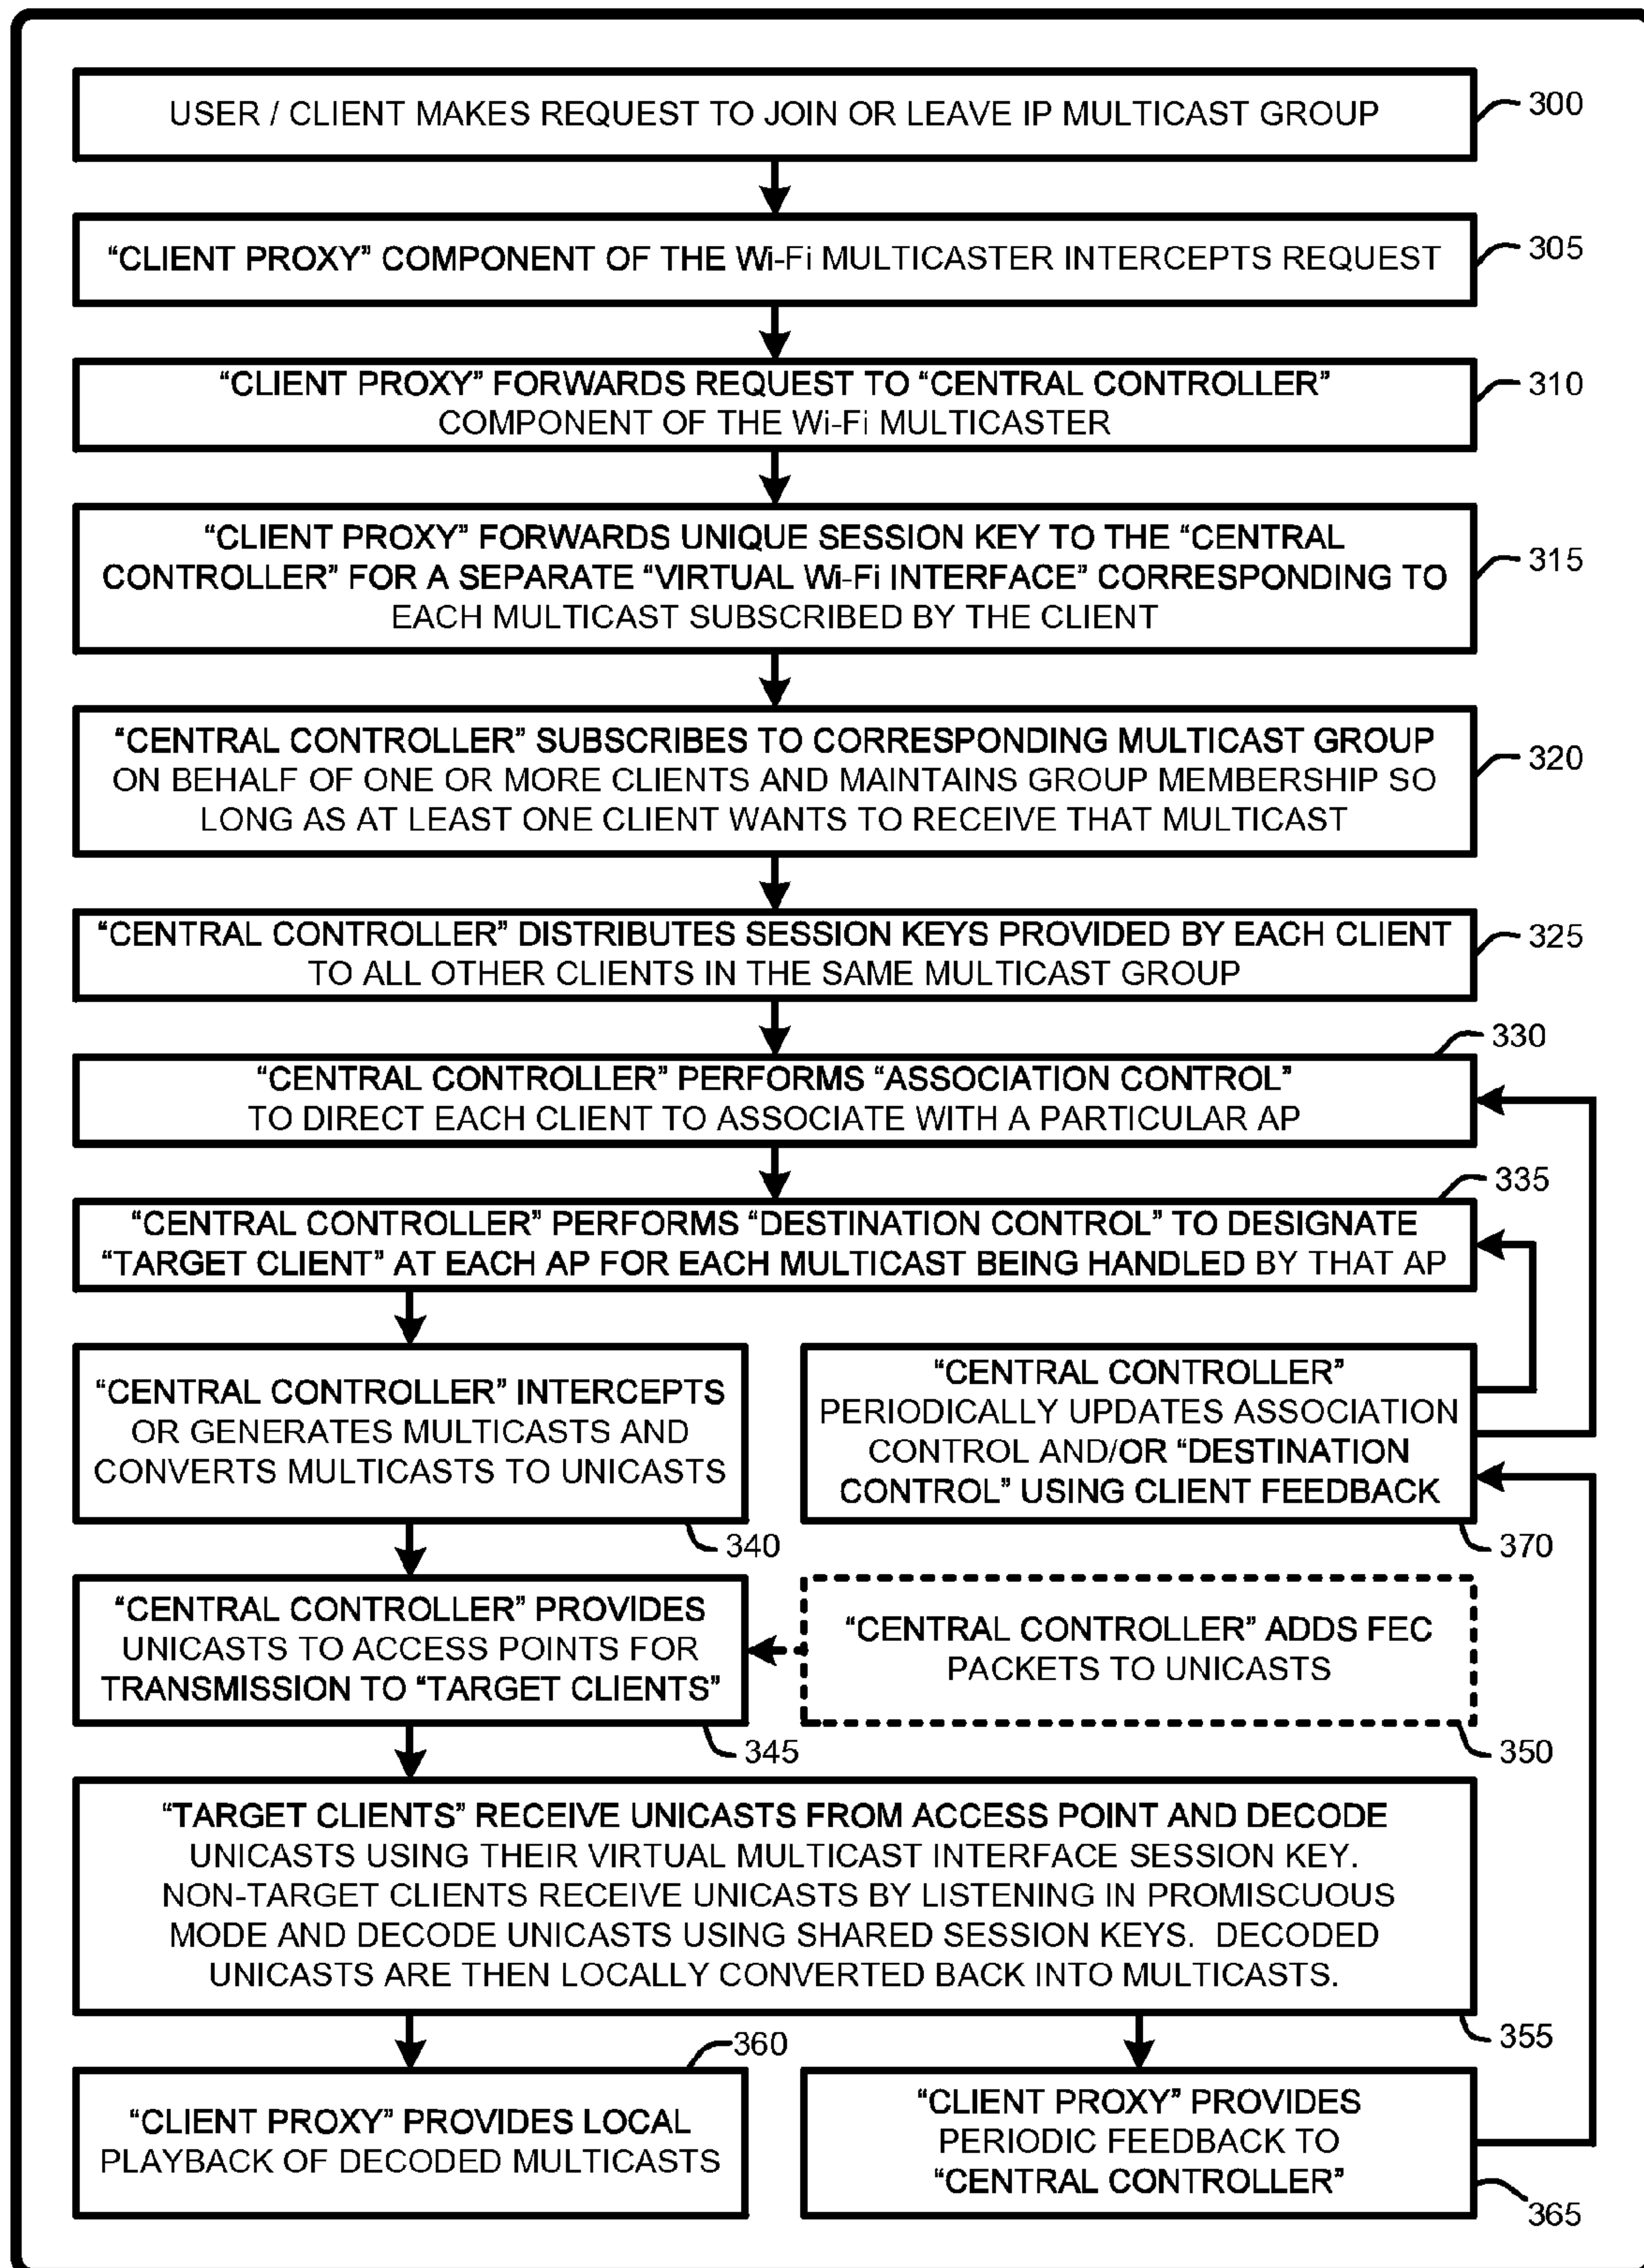 USER / CLIENT MAKES REQUEST TO JOIN OR LEAVE IP MULTICAST GROUP
300
“CLIENT PROXY” COMPONENT OF THE Wi-Fi MULTICASTER INTERCEPTS REQUEST
305
“CLIENT PROXY” FORWARDS REQUEST TO “CENTRAL CONTROLLER”
COMPONENT OF THE Wi-Fi MULTICASTER
310
“CLIENT PROXY” FORWARDS UNIQUE SESSION KEY TO THE “CENTRAL
CONTROLLER” FOR A SEPARATE “VIRTUAL Wi-Fi INTERFACE” CORRESPONDING TO
EACH MULTICAST SUBSCRIBED BY THE CLIENT
315
“CENTRAL CONTROLLER” SUBSCRIBES TO CORRESPONDING MULTICAST GROUP
ON BEHALF OF ONE OR MORE CLIENTS AND MAINTAINS GROUP MEMBERSHIP SO
LONG AS AT LEAST ONE CLIENT WANTS TO RECEIVE THAT MULTICAST
320
“CENTRAL CONTROLLER” DISTRIBUTES SESSION KEYS PROVIDED BY EACH CLIENT
TO ALL OTHER CLIENTS IN THE SAME MULTICAST GROUP
325
330
“CENTRAL CONTROLLER” PERFORMS “ASSOCIATION CONTROL”
TO DIRECT EACH CLIENT TO ASSOCIATE WITH A PARTICULAR AP
335
“CENTRAL CONTROLLER” PERFORMS “DESTINATION CONTROL” TO DESIGNATE
“TARGET CLIENT” AT EACH AP FOR EACH MULTICAST BEING HANDLED BY THAT AP
“CENTRAL CONTROLLER” INTERCEPTS
OR GENERATES MULTICASTS AND
CONVERTS MULTICASTS TO UNICASTS
340
“CENTRAL CONTROLLER”
PERIODICALLY UPDATES ASSOCIATION
CONTROL AND/OR “DESTINATION
CONTROL” USING CLIENT FEEDBACK
370
“CENTRAL CONTROLLER” PROVIDES
UNICASTS TO ACCESS POINTS FOR
TRANSMISSION TO “TARGET CLIENTS”
345
“CENTRAL CONTROLLER” ADDS FEC
PACKETS TO UNICASTS
350
“TARGET CLIENTS” RECEIVE UNICASTS FROM ACCESS POINT AND DECODE
UNICASTS USING THEIR VIRTUAL MULTICAST INTERFACE SESSION KEY.
NON-TARGET CLIENTS RECEIVE UNICASTS BY LISTENING IN PROMISCUOUS
MODE AND DECODE UNICASTS USING SHARED SESSION KEYS. DECODED
UNICASTS ARE THEN LOCALLY CONVERTED BACK INTO MULTICASTS.
355
360
“CLIENT PROXY” PROVIDES LOCAL
PLAYBACK OF DECODED MULTICASTS
“CLIENT PROXY” PROVIDES
PERIODIC FEEDBACK TO
“CENTRAL CONTROLLER”
365